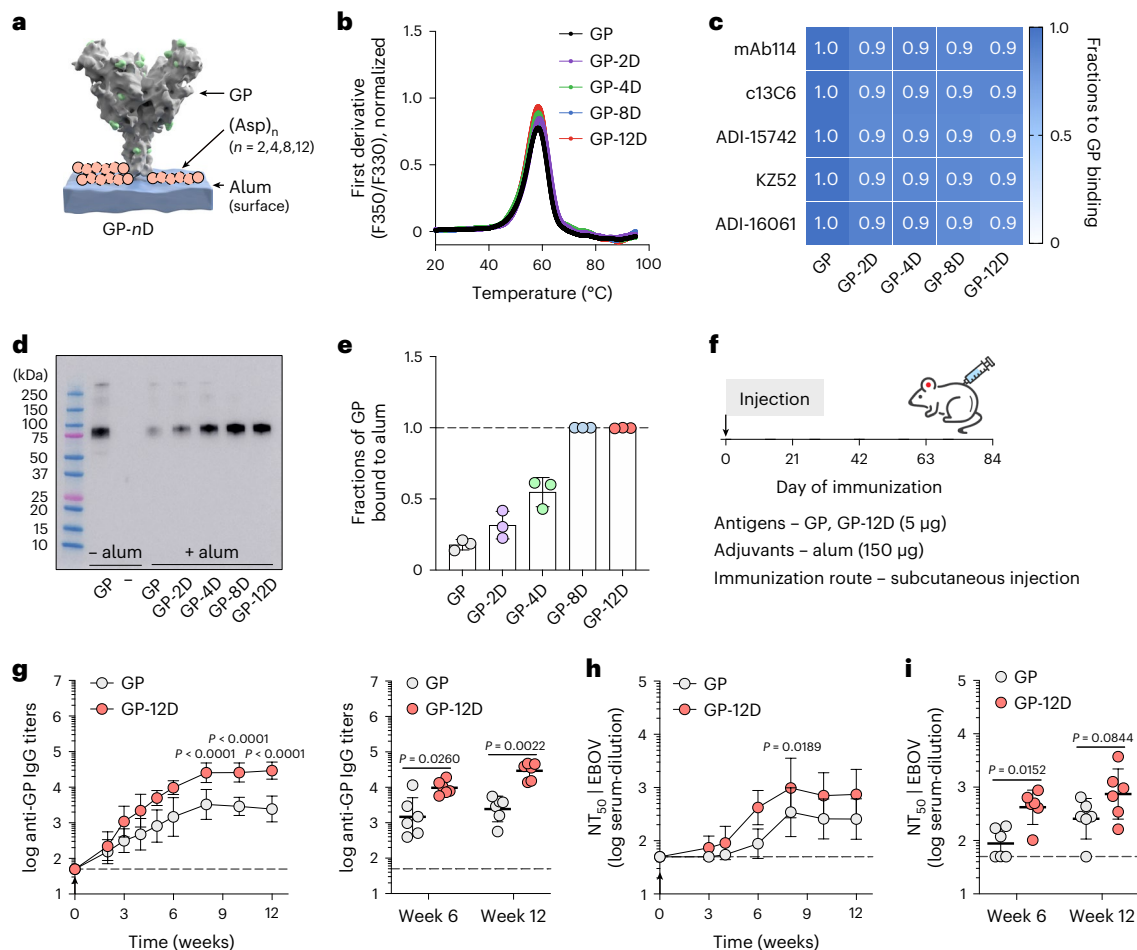 a
GP
(Asp)n
(n = 2,4,8,12)
Alum
(surface)
GP-nD
b
First derivative
(F350/F330), normalized
1.5
1.0
0.5
0
20 40 60 80 100
Temperature (°C)
GP
GP-2D
GP-4D
GP-8D
GP-12D
c
mAb114 1.0 0.9 0.9 0.9 0.9
c13C6 1.0 0.9 0.9 0.9 0.9
ADI-15742 1.0 0.9 0.9 0.9 0.9
KZ52 1.0 0.9 0.9 0.9 0.9
ADI-16061 1.0 0.9 0.9 0.9 0.9
GP GP-2D GP-4D GP-8D GP-12D
1.0
0.5
0
Fractions to GP binding
d
(kDa)
250
150
100
75
50
37
25
20
15
10
– alum + alum
GP – GP GP-2D GP-4D GP-8D GP-12D
e
Fractions of GP
bound to alum
1.5
1.0
0.5
0
GP GP-2D GP-4D GP-8D GP-12D
f
Injection
0 21 42 63 84
Day of immunization
Antigens – GP, GP-12D (5 µg)
Adjuvants – alum (150 µg)
Immunization route – subcutaneous injection
g
log anti-GP IgG titers
7
6
5
4
3
2
1
GP
GP-12D
P < 0.0001
P < 0.0001 P < 0.0001
0 3 6 9 12
Time (weeks)
log anti-GP IgG titers
7
6
5
4
3
2
1
GP
GP-12D
P = 0.0260
P = 0.0022
Week 6 Week 12
h
NT50 | EBOV
(log serum-dilution)
5
4
3
2
1
GP
GP-12D
P = 0.0189
0 3 6 9 12
Time (weeks)
i
NT50 | EBOV
(log serum-dilution)
5
4
3
2
1
GP
GP-12D
P = 0.0844
P = 0.0152
Week 6 Week 12